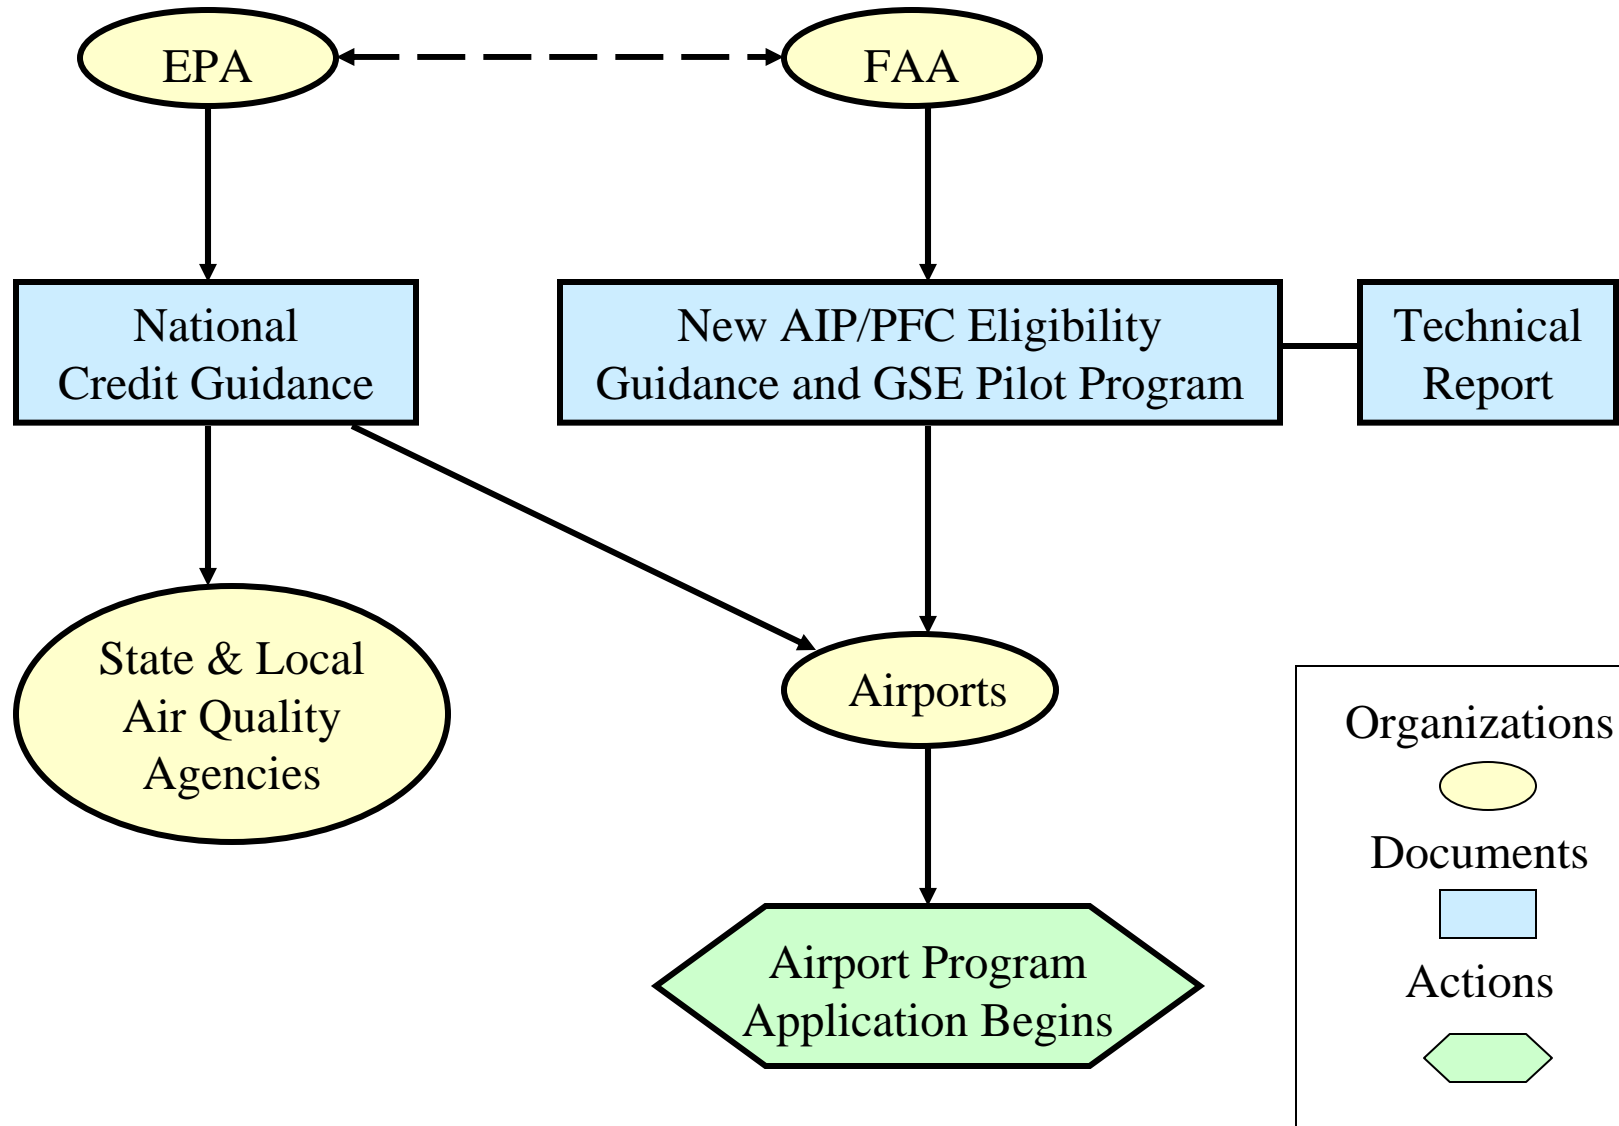 EPA
FAA
National
Credit Guidance
New AIP/PFC Eligibility
Guidance and GSE Pilot Program
Technical
Report
State & Local
Air Quality
Agencies
Airports
Airport Program
Application Begins
Organizations
Documents
Actions